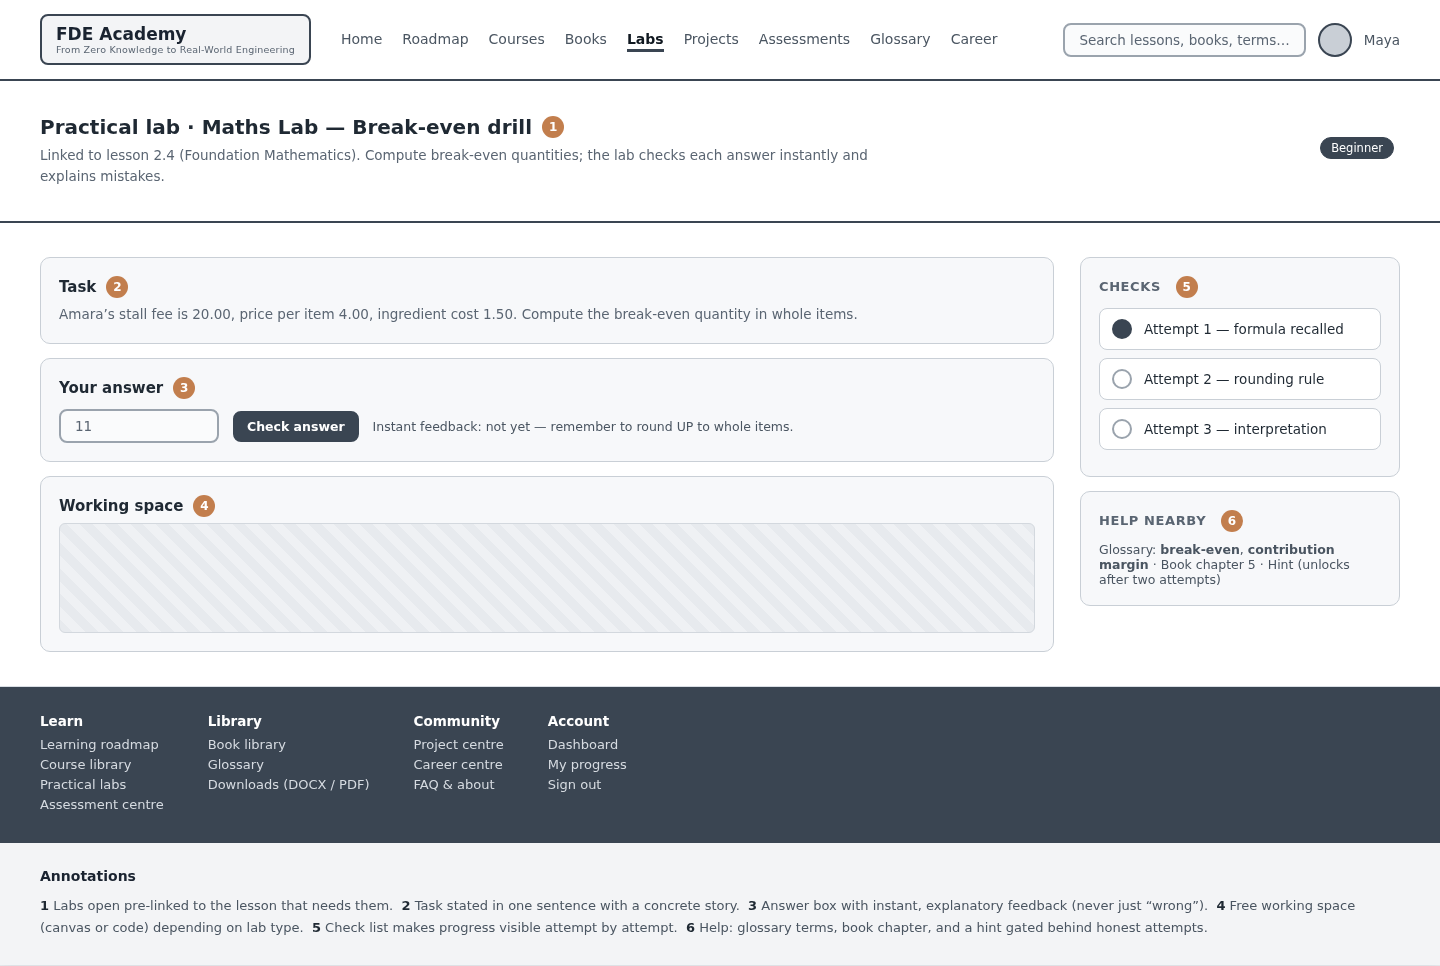 FDE Academy
From Zero Knowledge to Real-World Engineering
Home Roadmap Courses Books Labs Projects Assessments Glossary Career
Search lessons, books, terms…
Maya
Practical lab · Maths Lab — Break-even drill 1
Linked to lesson 2.4 (Foundation Mathematics). Compute break-even quantities; the lab checks each answer instantly and
explains mistakes.
Beginner
Task 2
Amara’s stall fee is 20.00, price per item 4.00, ingredient cost 1.50. Compute the break-even quantity in whole items.
Your answer 3
11
Check answer
Instant feedback: not yet — remember to round UP to whole items.
Working space 4
CHECKS 5
Attempt 1 — formula recalled
Attempt 2 — rounding rule
Attempt 3 — interpretation
HELP NEARBY 6
Glossary: break-even, contribution
margin · Book chapter 5 · Hint (unlocks
after two attempts)
Learn
Learning roadmap
Course library
Practical labs
Assessment centre
Library
Book library
Glossary
Downloads (DOCX / PDF)
Community
Project centre
Career centre
FAQ & about
Account
Dashboard
My progress
Sign out
Annotations
1 Labs open pre-linked to the lesson that needs them. 2 Task stated in one sentence with a concrete story. 3 Answer box with instant, explanatory feedback (never just “wrong”). 4 Free working space
(canvas or code) depending on lab type. 5 Check list makes progress visible attempt by attempt. 6 Help: glossary terms, book chapter, and a hint gated behind honest attempts.